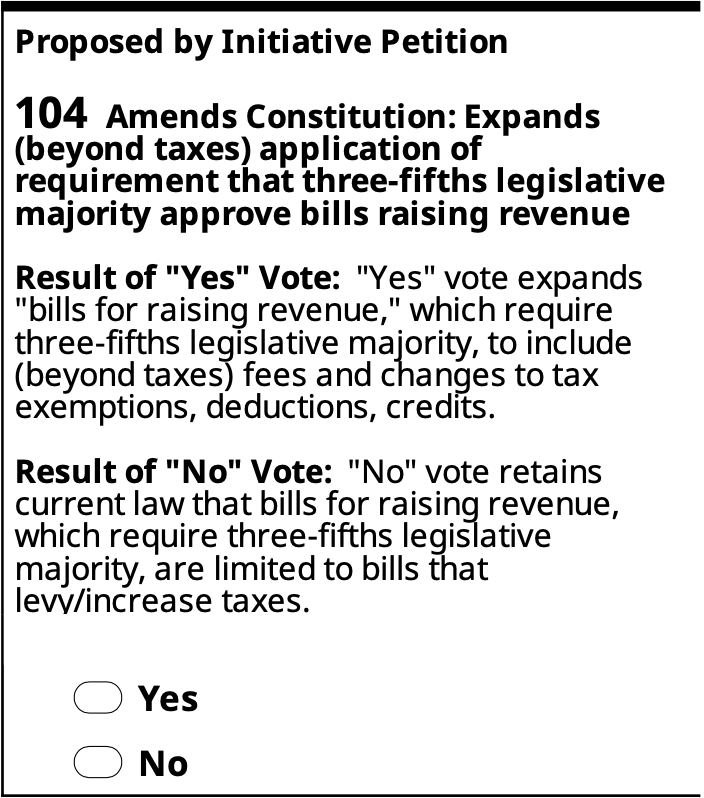 Proposed by Initiative Petition
104 Amends Constitution: Expands
(beyond taxes) application of
requirement that three-fifths legislative
majority approve bills raising revenue
Result of "Yes" Vote: "Yes" vote expands
"bills for raising revenue," which require
three-fifths legislative majority, to include
(beyond taxes) fees and changes to tax
exemptions, deductions, credits.
Result of "No" Vote: "No" vote retains
current law that bills for raising revenue,
which require three-fifths legislative
majority, are limited to bills that
levy/increase taxes.
Yes
No